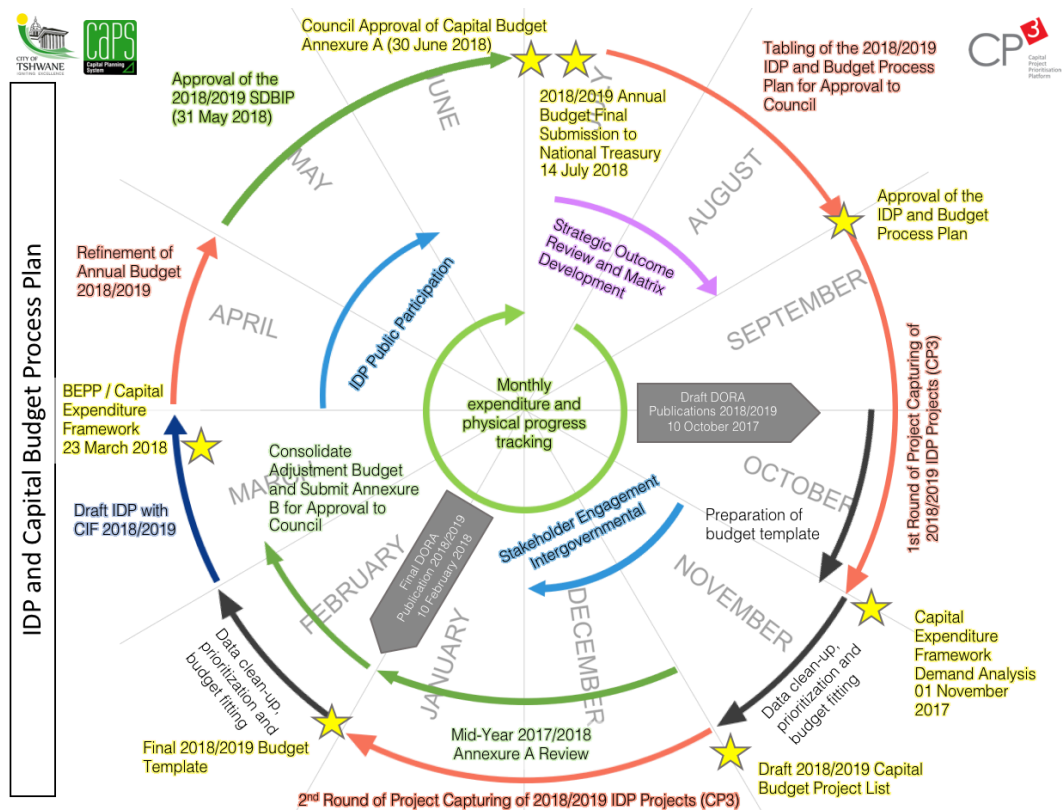 CITY OF
TSHWANE
IGNITING EXCELLENCE
CaPS
Capital Planning
System
CP3
Capital
Project
Prioritisation
Platform
IDP and Capital Budget Process Plan
Council Approval of Capital Budget
Annexure A (30 June 2018)
Tabling of the 2018/2019
IDP and Budget Process
Plan for Approval to
Council
Approval of the
2018/2019 SDBIP
(31 May 2018)
2018/2019 Annual
Budget Final
Submission to
National Treasury
14 July 2018
JUNE
JULY
MAY
AUGUST
Approval of the
IDP and Budget
Process Plan
Strategic Outcome
Review and Matrix
Development
Refinement of
Annual Budget
2018/2019
IDP Public Participation
APRIL
SEPTEMBER
1st Round of Project Capturing of
2018/2019 IDP Projects (CP3)
BEPP / Capital
Expenditure
Framework
23 March 2018
Monthly
expenditure and
physical progress
tracking
Draft DORA
Publications 2018/2019
10 October 2017
Consolidate
Adjustment Budget
and Submit Annexure
B for Approval to
Council
MARCH
OCTOBER
Draft IDP with
CIF 2018/2019
Final DORA
Publication 2018/2019
10 February 2018
Stakeholder Engagement
Intergovernmental
Preparation of
budget template
FEBRUARY
NOVEMBER
JANUARY
DECEMBER
Capital
Expenditure
Framework
Demand Analysis
01 November
2017
Data clean-up,
prioritization and
budget fitting
Data clean-up,
prioritization and
budget fitting
Mid-Year 2017/2018
Annexure A Review
Final 2018/2019 Budget
Template
Draft 2018/2019 Capital
Budget Project List
2nd Round of Project Capturing of 2018/2019 IDP Projects (CP3)